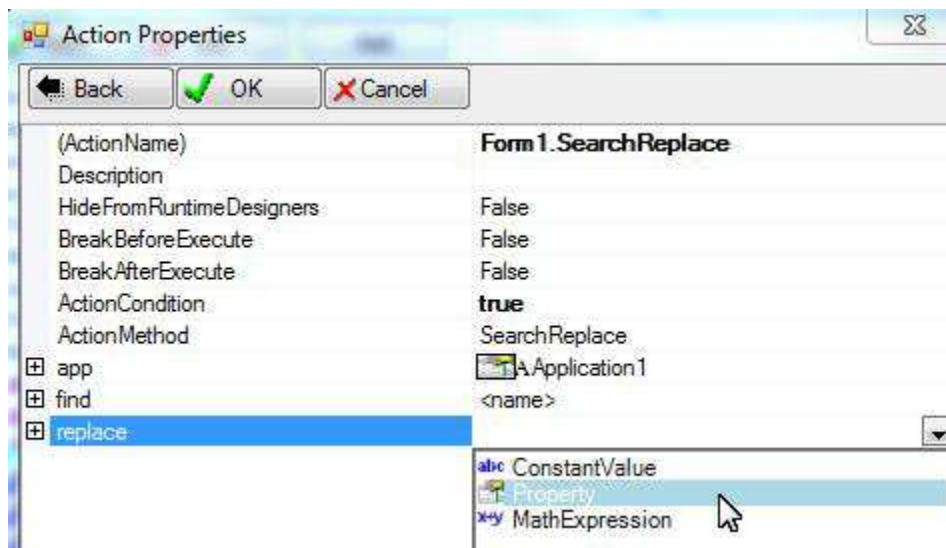 Action Properties
Back OK Cancel
(ActionName) Form1.SearchReplace
Description
HideFromRuntimeDesigners False
BreakBeforeExecute False
BreakAfterExecute False
ActionCondition true
ActionMethod SearchReplace
app A Application1
find <name>
replace
abc ConstantValue
Property
x+y MathExpression